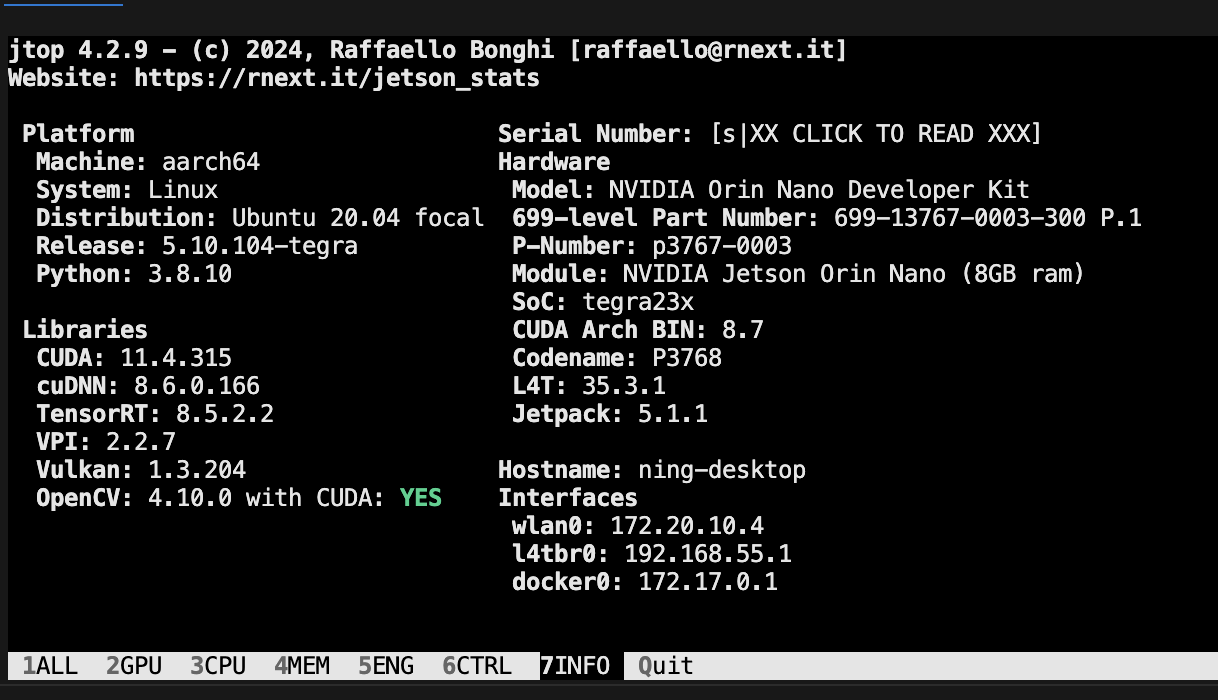 jtop 4.2.9 - (c) 2024, Raffaello Bonghi [raffaello@rnext.it]
Website: https://rnext.it/jetson_stats
Platform
Machine: aarch64
System: Linux
Distribution: Ubuntu 20.04 focal
Release: 5.10.104-tegra
Python: 3.8.10
Libraries
CUDA: 11.4.315
cuDNN: 8.6.0.166
TensorRT: 8.5.2.2
VPI: 2.2.7
Vulkan: 1.3.204
OpenCV: 4.10.0 with CUDA: YES
Serial Number: [s|XX CLICK TO READ XXX]
Hardware
Model: NVIDIA Orin Nano Developer Kit
699-level Part Number: 699-13767-0003-300 P.1
P-Number: p3767-0003
Module: NVIDIA Jetson Orin Nano (8GB ram)
SoC: tegra23x
CUDA Arch BIN: 8.7
Codename: P3768
L4T: 35.3.1
Jetpack: 5.1.1
Hostname: ning-desktop
Interfaces
wlan0: 172.20.10.4
l4tbr0: 192.168.55.1
docker0: 172.17.0.1
1ALL 2GPU 3CPU 4MEM 5ENG 6CTRL 7INFO Quit